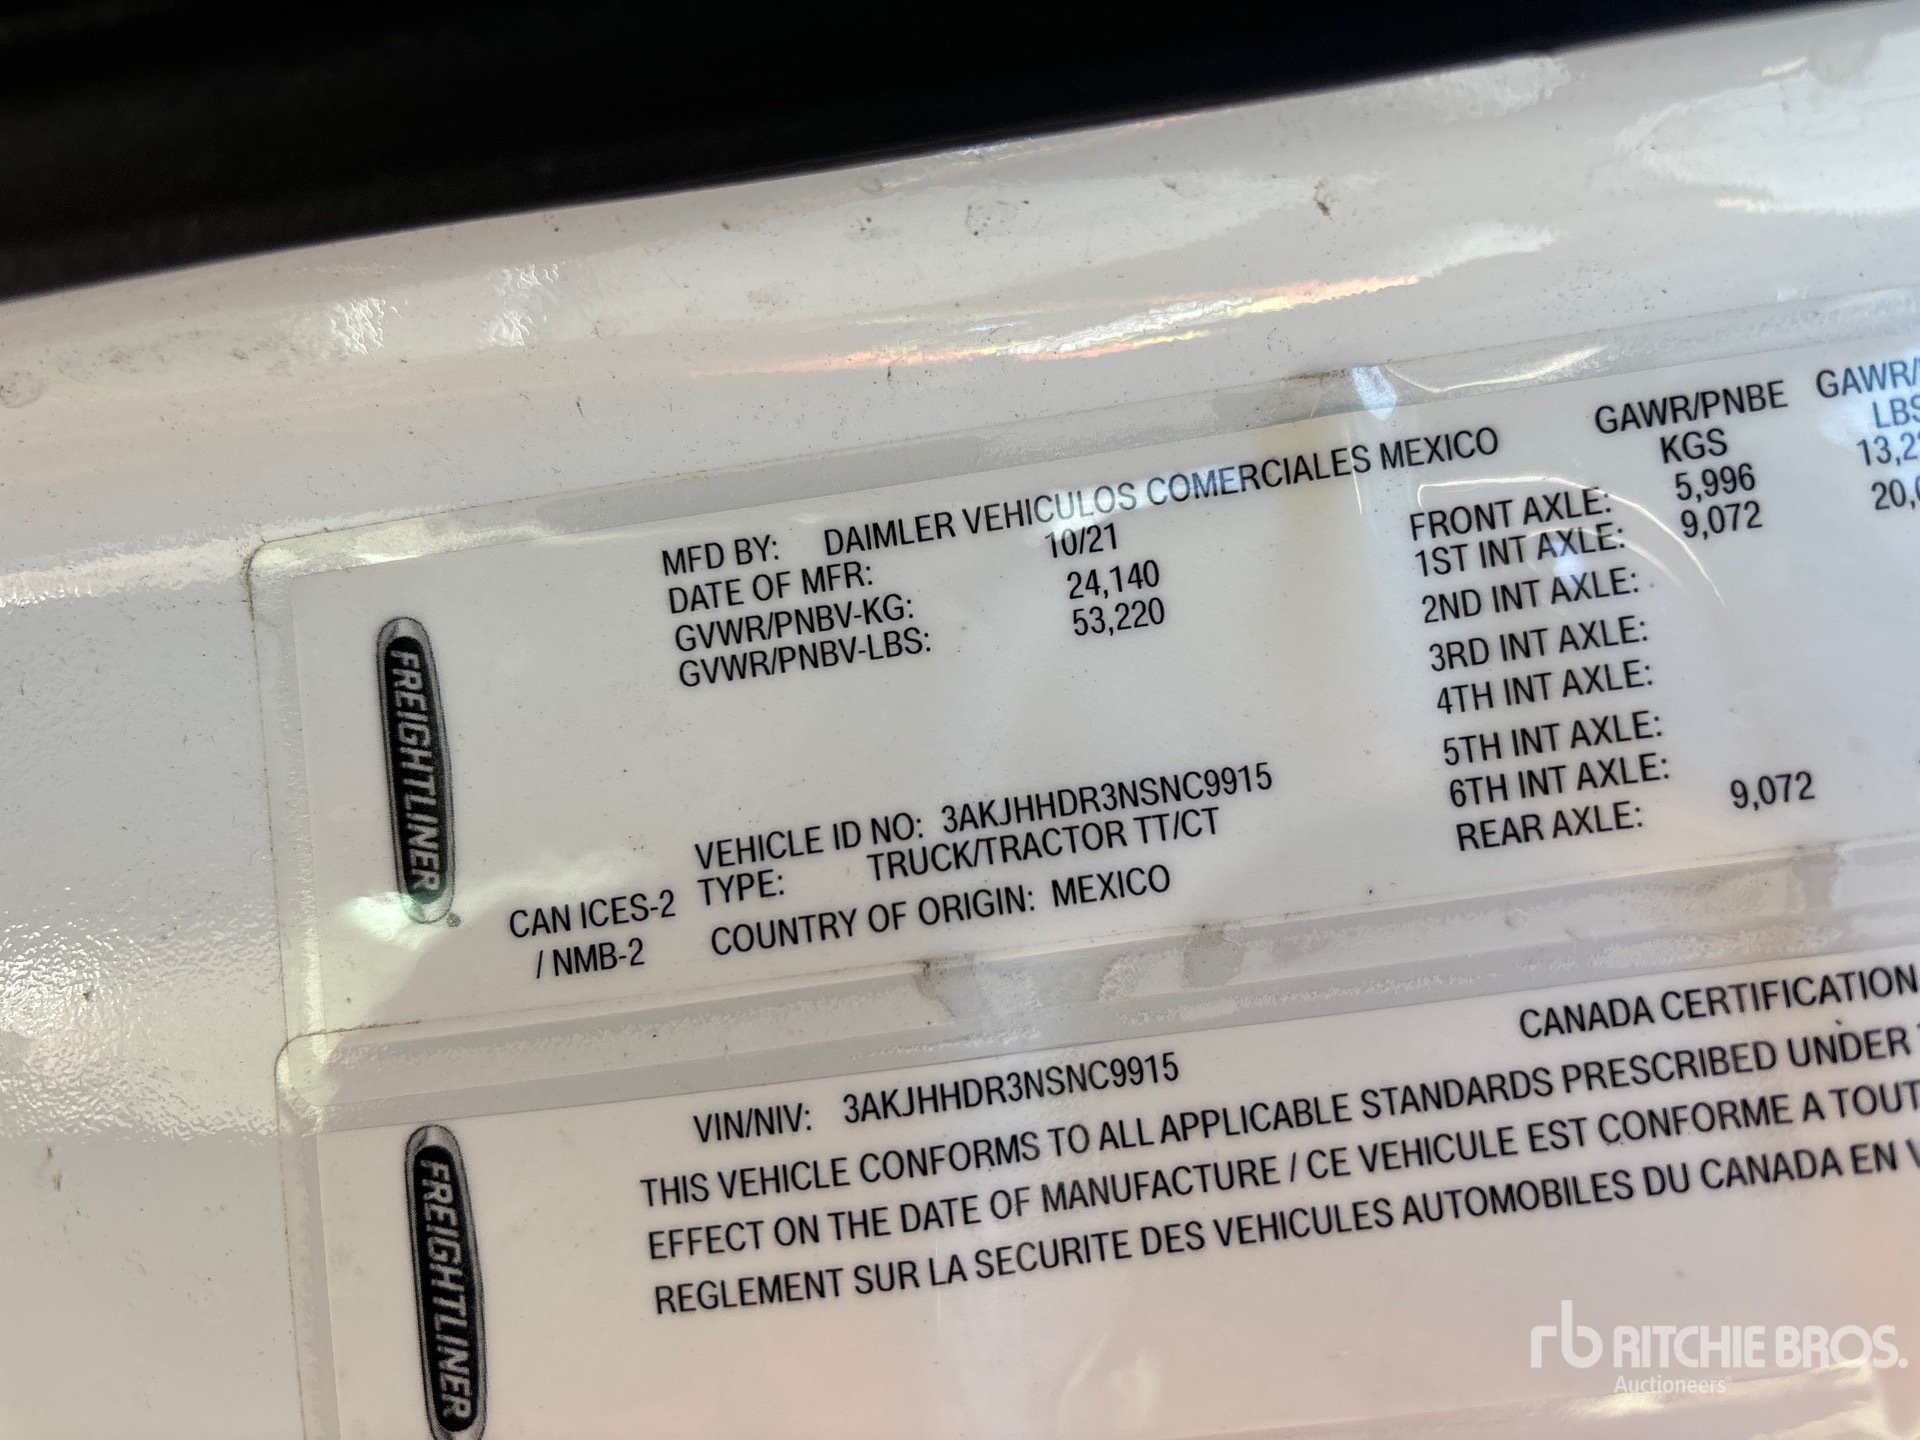 MFD BY: DAIMLER VEHICULOS COMERCIALES MEXICO
DATE OF MFR: 10/21
GVWR/PNBV-KG: 24,140
GVWR/PNBV-LBS: 53,220
GAWR/PNBE GAWR/
KGS LBS
FRONT AXLE: 5,996 13,2
1ST INT AXLE: 9,072 20,
2ND INT AXLE:
3RD INT AXLE:
4TH INT AXLE:
5TH INT AXLE:
6TH INT AXLE:
REAR AXLE: 9,072
FREIGHTLINER
VEHICLE ID NO: 3AKJHHDR3NSNC9915
TYPE: TRUCK/TRACTOR TT/CT
COUNTRY OF ORIGIN: MEXICO
CAN ICES-2
/ NMB-2
CANADA CERTIFICATION
VIN/NIV: 3AKJHHDR3NSNC9915
THIS VEHICLE CONFORMS TO ALL APPLICABLE STANDARDS PRESCRIBED UNDER
EFFECT ON THE DATE OF MANUFACTURE / CE VEHICULE EST CONFORME A TOUT
REGLEMENT SUR LA SECURITE DES VEHICULES AUTOMOBILES DU CANADA EN
FREIGHTLINER
rb RITCHIE BROS.
Auctioneers